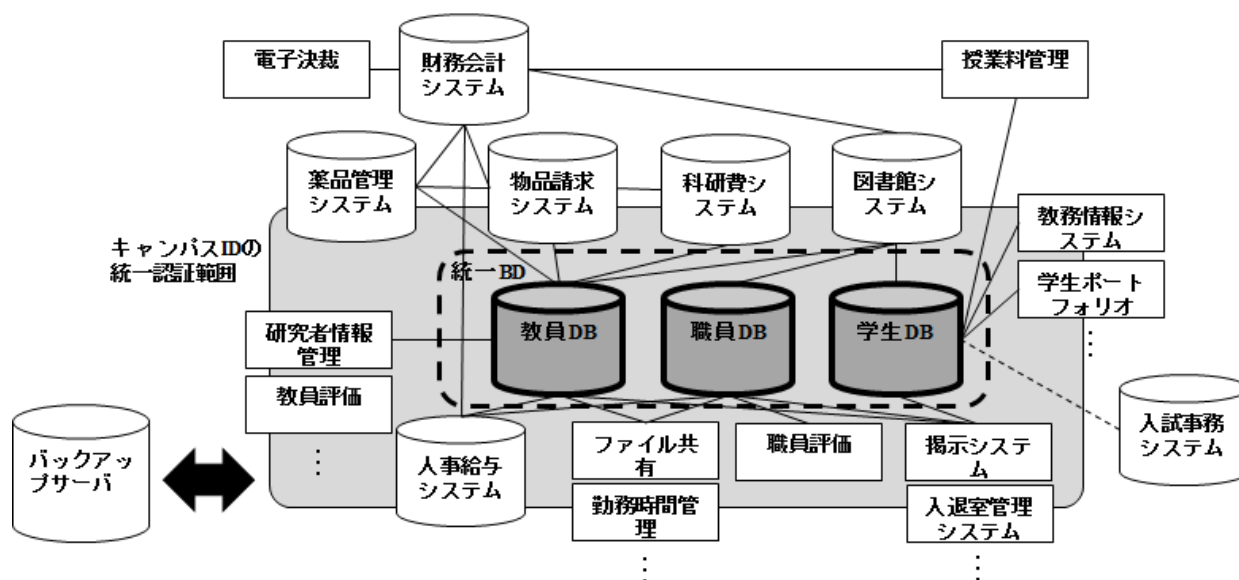 電子決裁
財務会計
システム
授業料管理
薬品管理
システム
物品請求
システム
科研費シ
ステム
図書館シ
ステム
教務情報シ
ステム
キャンパスIDの
統一認証範囲
統一BD
学生ポート
フォリオ
⋮
研究者情報
管理
教員DB
職員DB
学生DB
教員評価
⋮
入試事務
システム
バックアッ
プサーバ
人事給与
システム
ファイル共
有
職員評価
掲示システ
ム
勤務時間管
理
入退室管理
システム
⋮
⋮